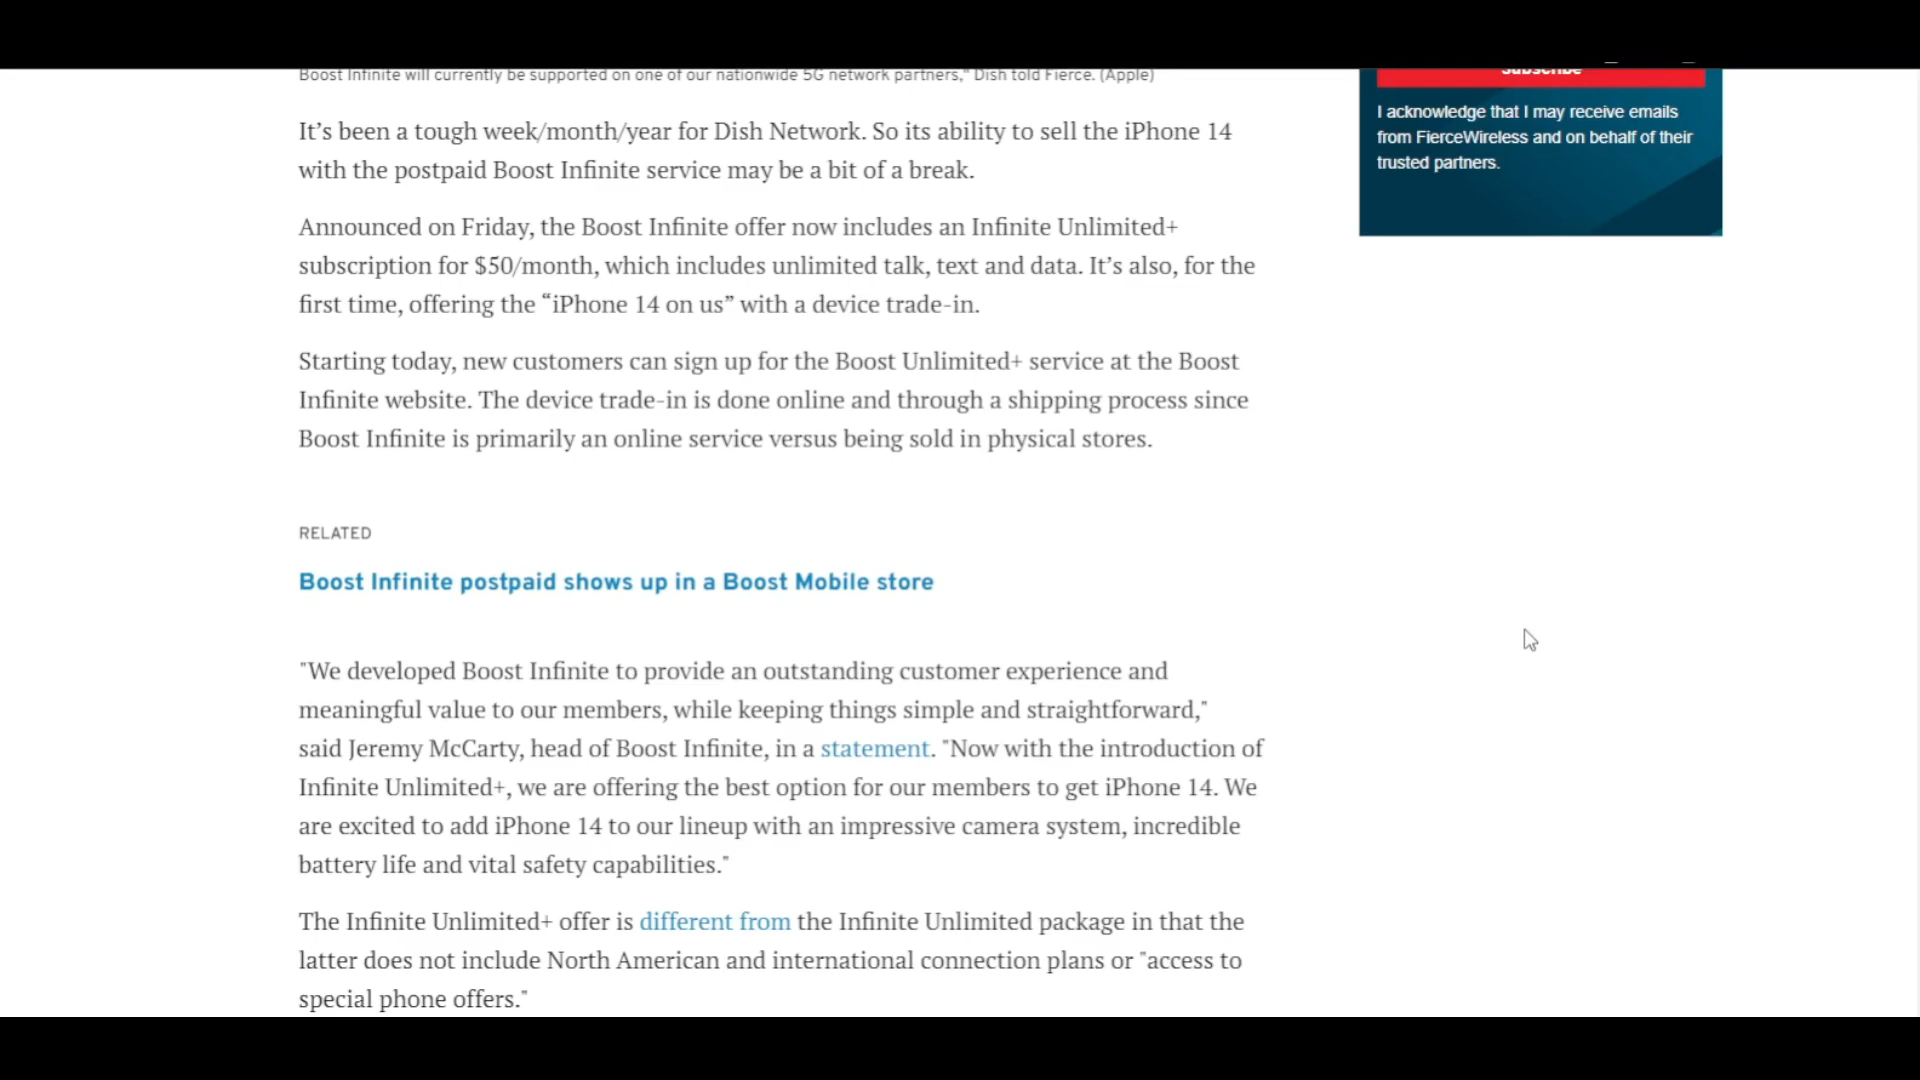 Boost Infinite will currently be supported on one of our nationwide 5G network partners," Dish told Fierce. (Apple)
It’s been a tough week/month/year for Dish Network. So its ability to sell the iPhone 14
with the postpaid Boost Infinite service may be a bit of a break.
Announced on Friday, the Boost Infinite offer now includes an Infinite Unlimited+
subscription for $50/month, which includes unlimited talk, text and data. It’s also, for the
first time, offering the “iPhone 14 on us” with a device trade-in.
Starting today, new customers can sign up for the Boost Unlimited+ service at the Boost
Infinite website. The device trade-in is done online and through a shipping process since
Boost Infinite is primarily an online service versus being sold in physical stores.
RELATED
Boost Infinite postpaid shows up in a Boost Mobile store
"We developed Boost Infinite to provide an outstanding customer experience and
meaningful value to our members, while keeping things simple and straightforward,"
said Jeremy McCarty, head of Boost Infinite, in a statement. "Now with the introduction of
Infinite Unlimited+, we are offering the best option for our members to get iPhone 14. We
are excited to add iPhone 14 to our lineup with an impressive camera system, incredible
battery life and vital safety capabilities."
The Infinite Unlimited+ offer is different from the Infinite Unlimited package in that the
latter does not include North American and international connection plans or "access to
special phone offers."
Subscribe
I acknowledge that I may receive emails
from FierceWireless and on behalf of their
trusted partners.